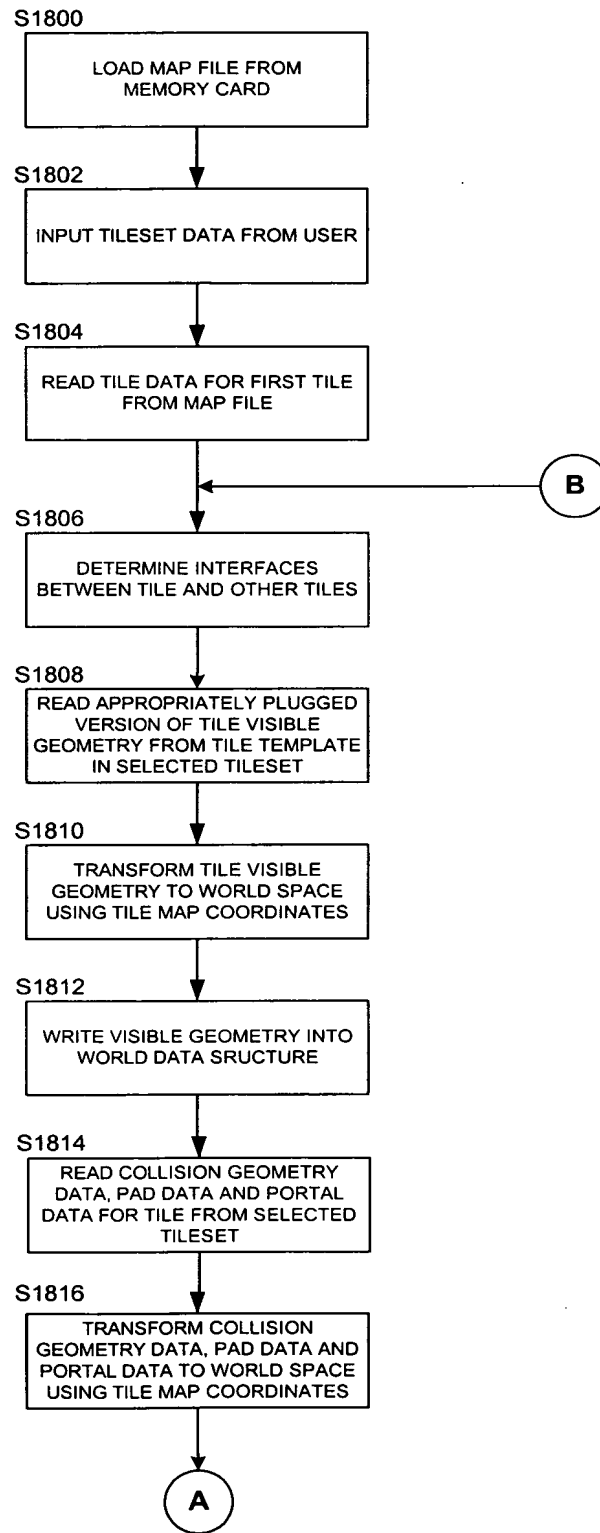 S1800
LOAD MAP FILE FROM
MEMORY CARD
S1802
INPUT TILESET DATA FROM USER
S1804
READ TILE DATA FOR FIRST TILE
FROM MAP FILE
B
S1806
DETERMINE INTERFACES
BETWEEN TILE AND OTHER TILES
S1808
READ APPROPRIATELY PLUGGED
VERSION OF TILE VISIBLE
GEOMETRY FROM TILE TEMPLATE
IN SELECTED TILESET
S1810
TRANSFORM TILE VISIBLE
GEOMETRY TO WORLD SPACE
USING TILE MAP COORDINATES
S1812
WRITE VISIBLE GEOMETRY INTO
WORLD DATA SRUCTURE
S1814
READ COLLISION GEOMETRY
DATA, PAD DATA AND PORTAL
DATA FOR TILE FROM SELECTED
TILESET
S1816
TRANSFORM COLLISION
GEOMETRY DATA, PAD DATA AND
PORTAL DATA TO WORLD SPACE
USING TILE MAP COORDINATES
A